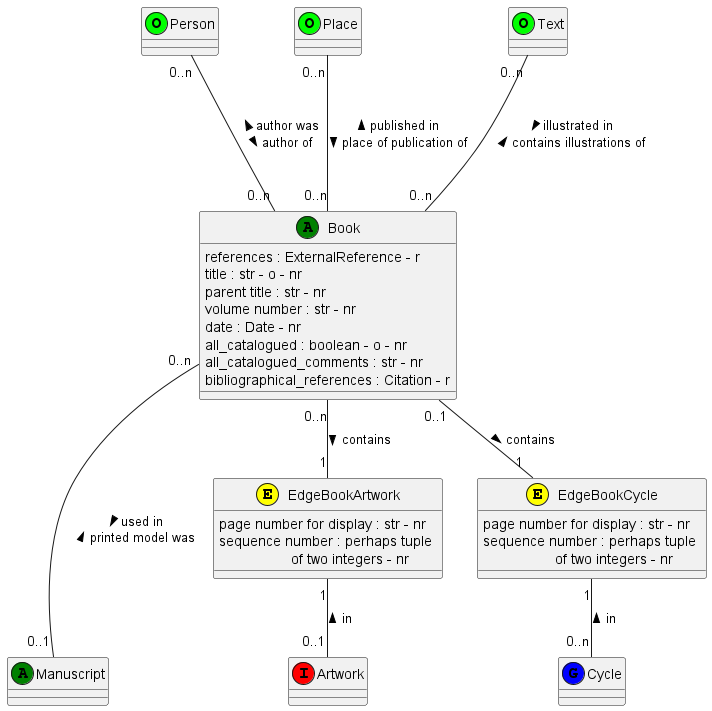 O Person
O Place
O Text
0..n
0..n
0..n
author was
author of
published in
place of publication of
illustrated in
contains illustrations of
0..n
0..n
0..n
A Book
references : ExternalReference - r
title : str - o - nr
parent title : str - nr
volume number : str - nr
date : Date - nr
all_catalogued : boolean - o - nr
all_catalogued_comments : str - nr
bibliographical_references : Citation - r
0..n
0..n
0..1
contains
contains
1
1
E EdgeBookArtwork
page number for display : str - nr
sequence number : perhaps tuple
of two integers - nr
E EdgeBookCycle
page number for display : str - nr
sequence number : perhaps tuple
of two integers - nr
used in
printed model was
1
1
in
in
0..1
0..1
0..n
A Manuscript
I Artwork
G Cycle